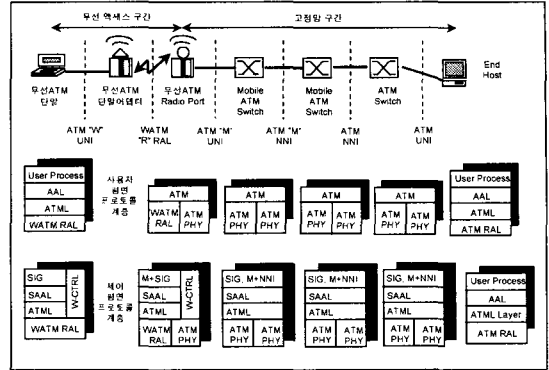 무선 액세스 구간
고정망 구간
무선ATM
단말
무선ATM
단말어댑터
무선ATM
Radio Port
Mobile
ATM
Switch
Mobile
ATM
Switch
ATM
Switch
End
Host
ATM "W"
UNI
WATM
"R" RAL
ATM "M"
UNI
ATM "M"
NNI
ATM
NNI
ATM
UNI
User Process
AAL
ATML
WATM RAL
사용자
평면
프로토콜
계층
ATM
WATM
RAL
ATM
PHY
ATM
ATM
PHY
ATM
PHY
ATM
ATM
PHY
ATM
PHY
ATM
ATM
PHY
ATM
PHY
User Process
AAL
ATML
ATM RAL
SIG
SAAL
ATML
W-CTRL
WATM RAL
제어
평면
프로토콜
계층
M+SIG
SAAL
ATML
W-CTRL
WATM
RAL
ATM
PHY
SIG, M+NNI
SAAL
ATML
ATM
PHY
ATM
PHY
SIG, M+NNI
SAAL
ATML
ATM
PHY
ATM
PHY
SIG, M+NNI
SAAL
ATML
ATM
PHY
ATM
PHY
User Process
AAL
ATML Layer
ATM RAL